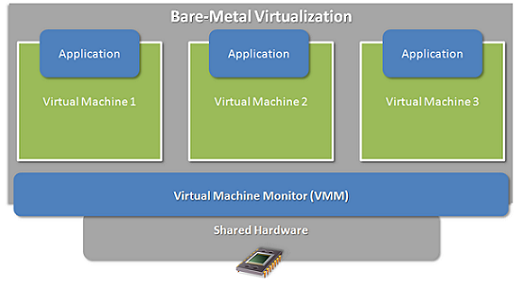 Bare-Metal Virtualization
Application
Application
Application
Virtual Machine 1
Virtual Machine 2
Virtual Machine 3
Virtual Machine Monitor (VMM)
Shared Hardware